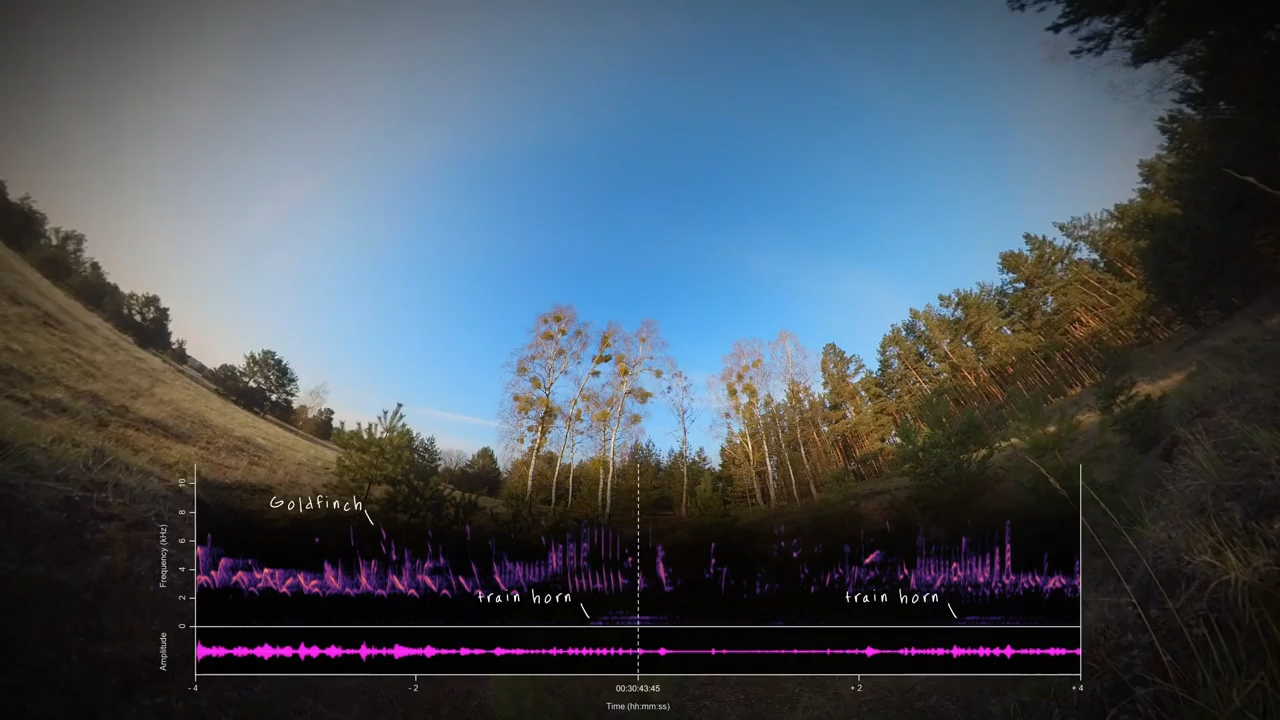 10
Goldfinch
8
6
Frequency (kHz)
4
train horn
train horn
2
0
Amplitude
- 4
- 2
00:30:43:45
+ 2
+ 4
Time (hh:mm:ss)